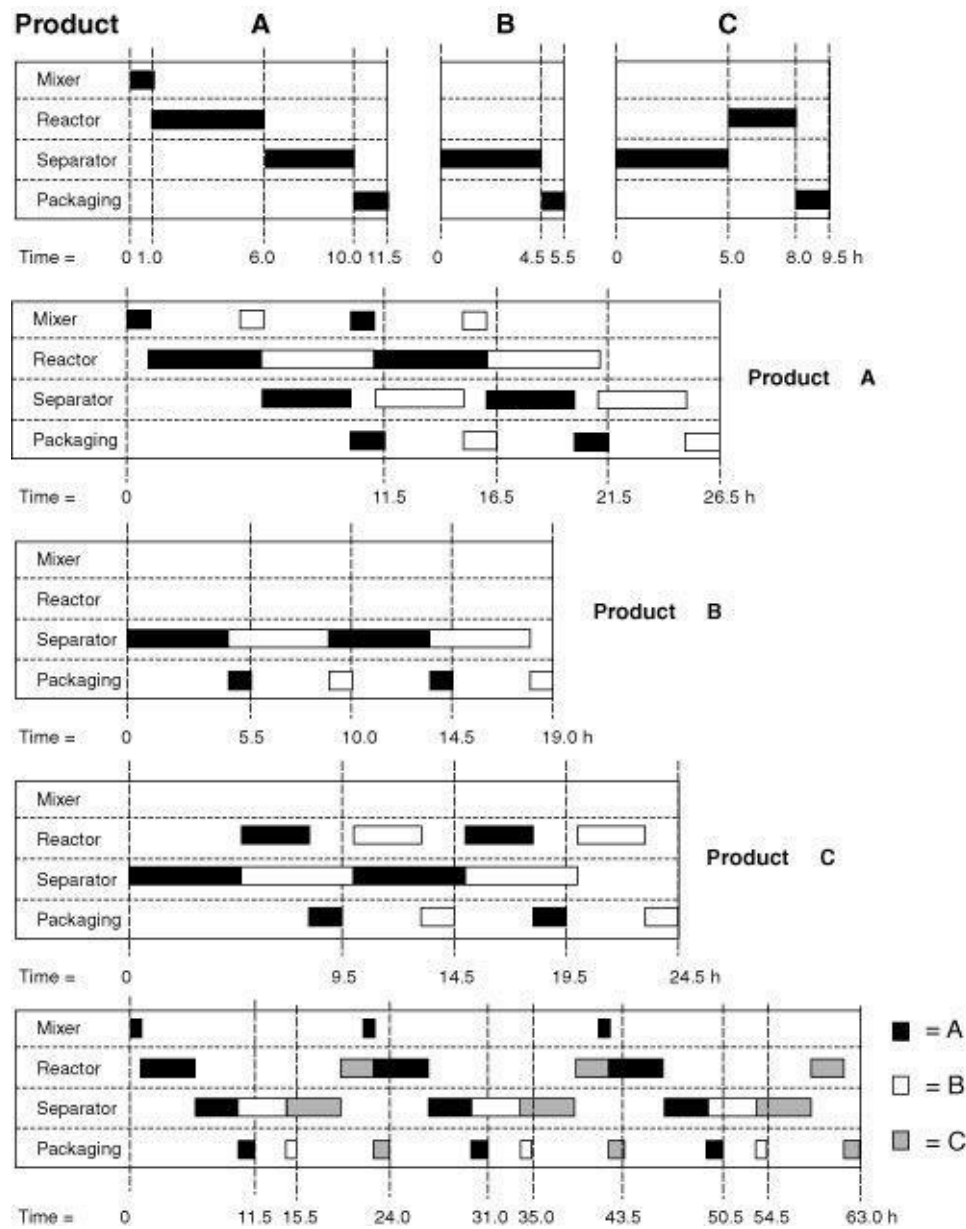 Product A B C
Mixer
Reactor
Separator
Packaging
Time = 0 1.0 6.0 10.0 11.5 0 4.5 5.5 0 5.0 8.0 9.5 h
Mixer
Reactor
Product A
Separator
Packaging
Time = 0 11.5 16.5 21.5 26.5 h
Mixer
Reactor
Product B
Separator
Packaging
Time = 0 5.5 10.0 14.5 19.0 h
Mixer
Reactor
Product C
Separator
Packaging
Time = 0 9.5 14.5 19.5 24.5 h
Mixer = A
Reactor
= B
Separator
Packaging = C
Time = 0 11.5 15.5 24.0 31.0 35.0 43.5 50.5 54.5 63.0 h